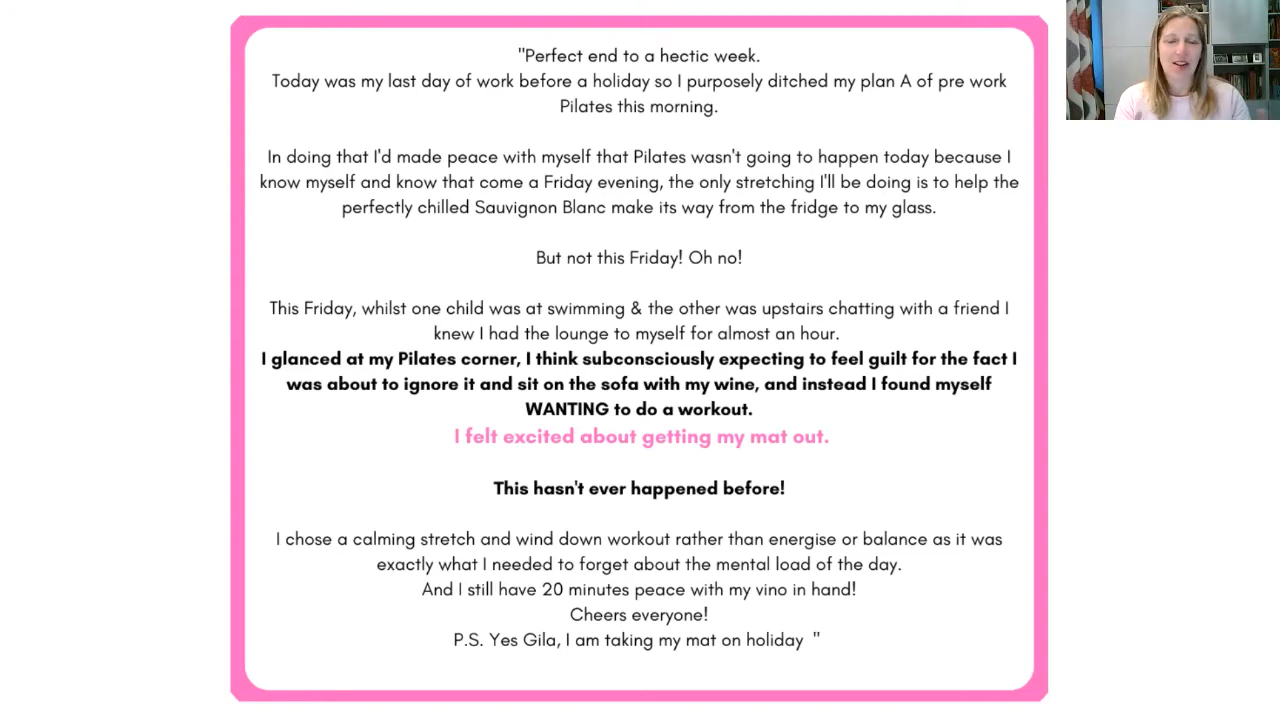 "Perfect end to a hectic week.
Today was my last day of work before a holiday so I purposely ditched my plan A of pre work
Pilates this morning.
In doing that I'd made peace with myself that Pilates wasn't going to happen today because I
know myself and know that come a Friday evening, the only stretching I'll be doing is to help the
perfectly chilled Sauvignon Blanc make its way from the fridge to my glass.
But not this Friday! Oh no!
This Friday, whilst one child was at swimming & the other was upstairs chatting with a friend I
knew I had the lounge to myself for almost an hour.
I glanced at my Pilates corner, I think subconsciously expecting to feel guilt for the fact I
was about to ignore it and sit on the sofa with my wine, and instead I found myself
WANTING to do a workout.
I felt excited about getting my mat out.
This hasn't ever happened before!
I chose a calming stretch and wind down workout rather than energise or balance as it was
exactly what I needed to forget about the mental load of the day.
And I still have 20 minutes peace with my vino in hand!
Cheers everyone!
P.S. Yes Gila, I am taking my mat on holiday "